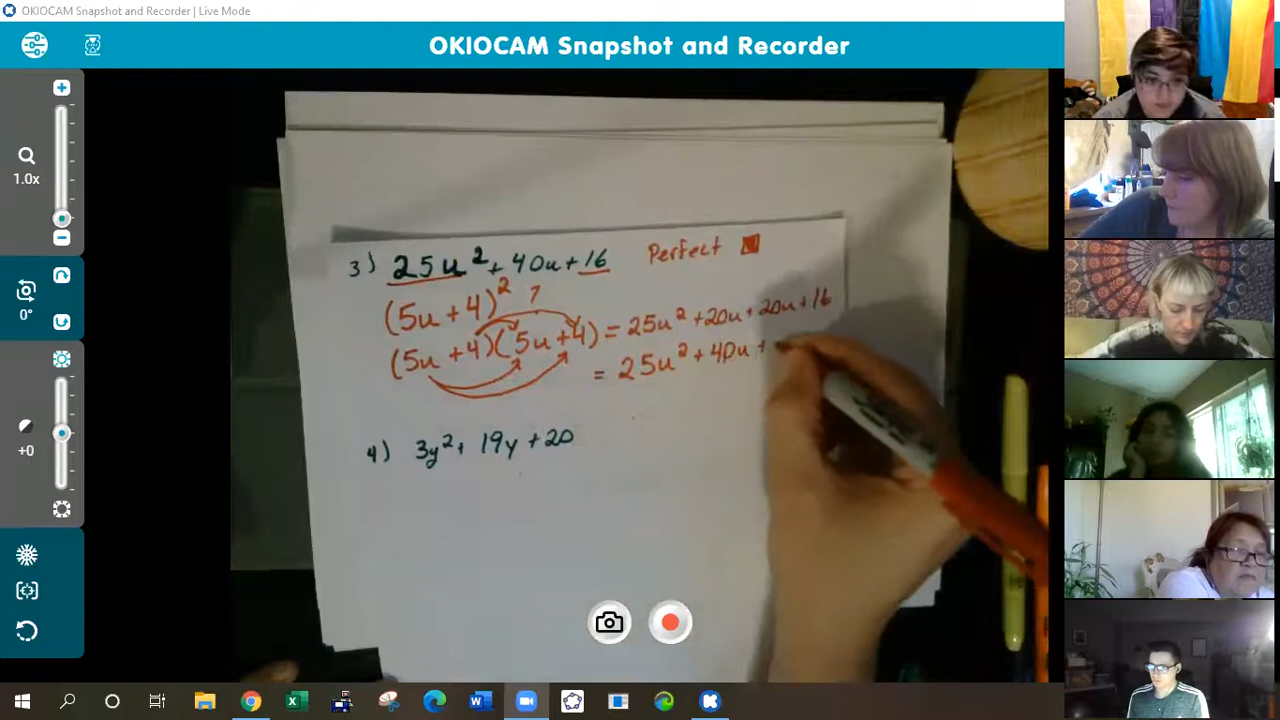 OKIOCAM Snapshot and Recorder | Live Mode
OKIOCAM Snapshot and Recorder
1.0x
0°
+0
3) 25u² + 40u + 16 Perfect
(5u + 4)² ?
(5u + 4)(5u + 4) = 25u² + 20u + 20u + 16
= 25u² + 40u +
4) 3y² + 19y + 20